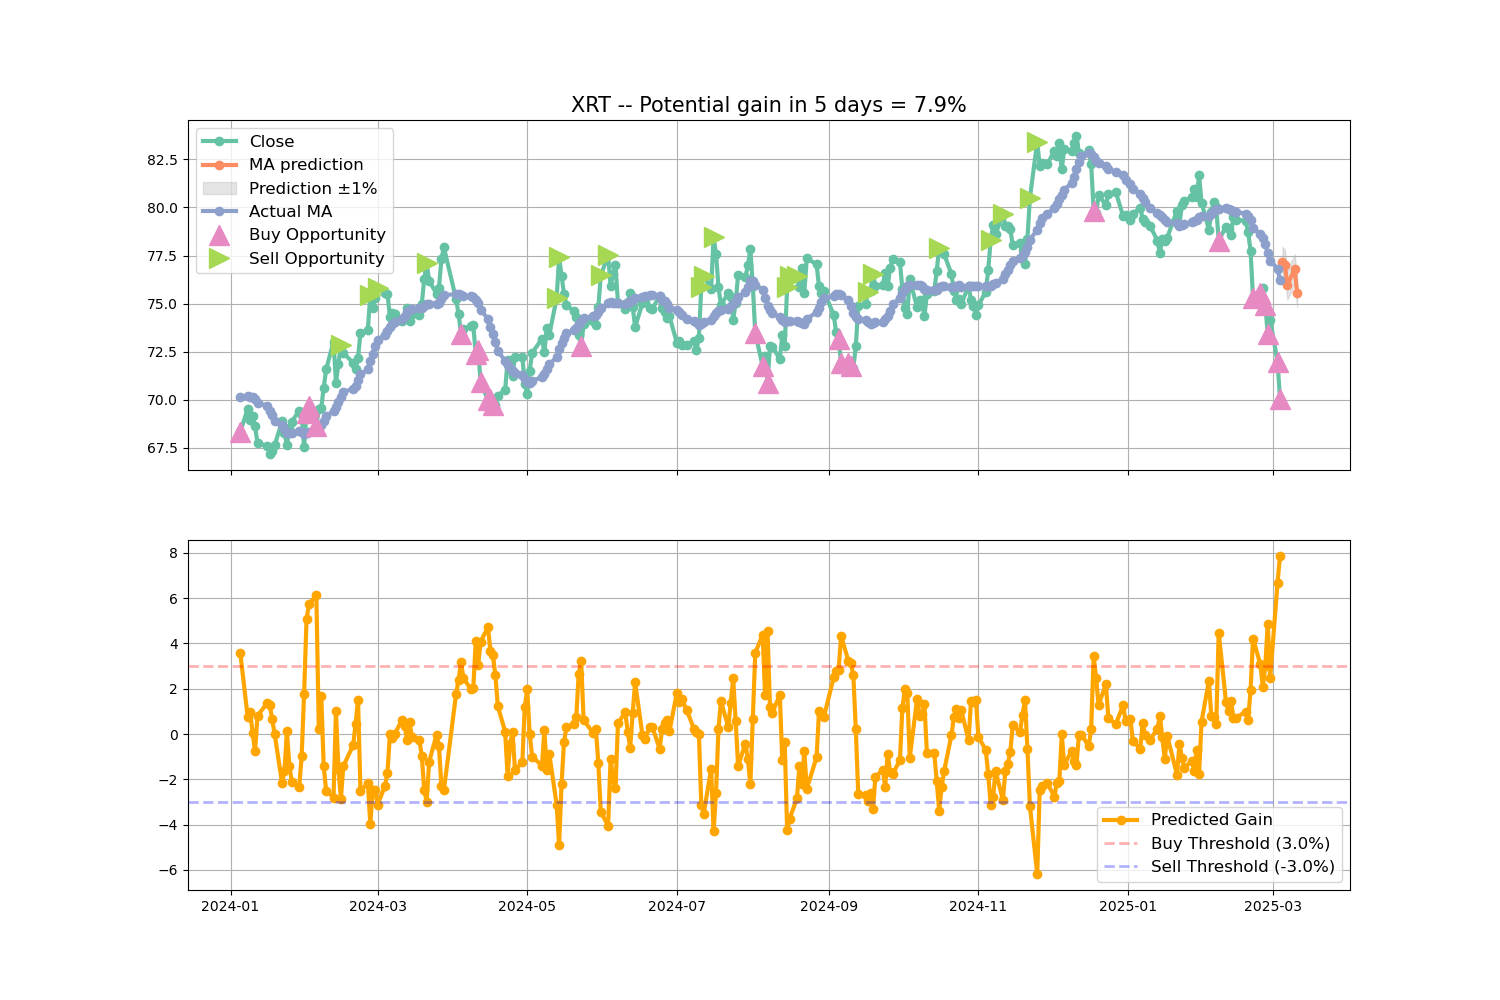 XRT -- Potential gain in 5 days = 7.9%
Close
MA prediction
Prediction ±1%
Actual MA
Buy Opportunity
Sell Opportunity
82.5
80.0
77.5
75.0
72.5
70.0
67.5
8
6
4
2
0
−2
−4
−6
Predicted Gain
Buy Threshold (3.0%)
Sell Threshold (-3.0%)
2024-01 2024-03 2024-05 2024-07 2024-09 2024-11 2025-01 2025-03